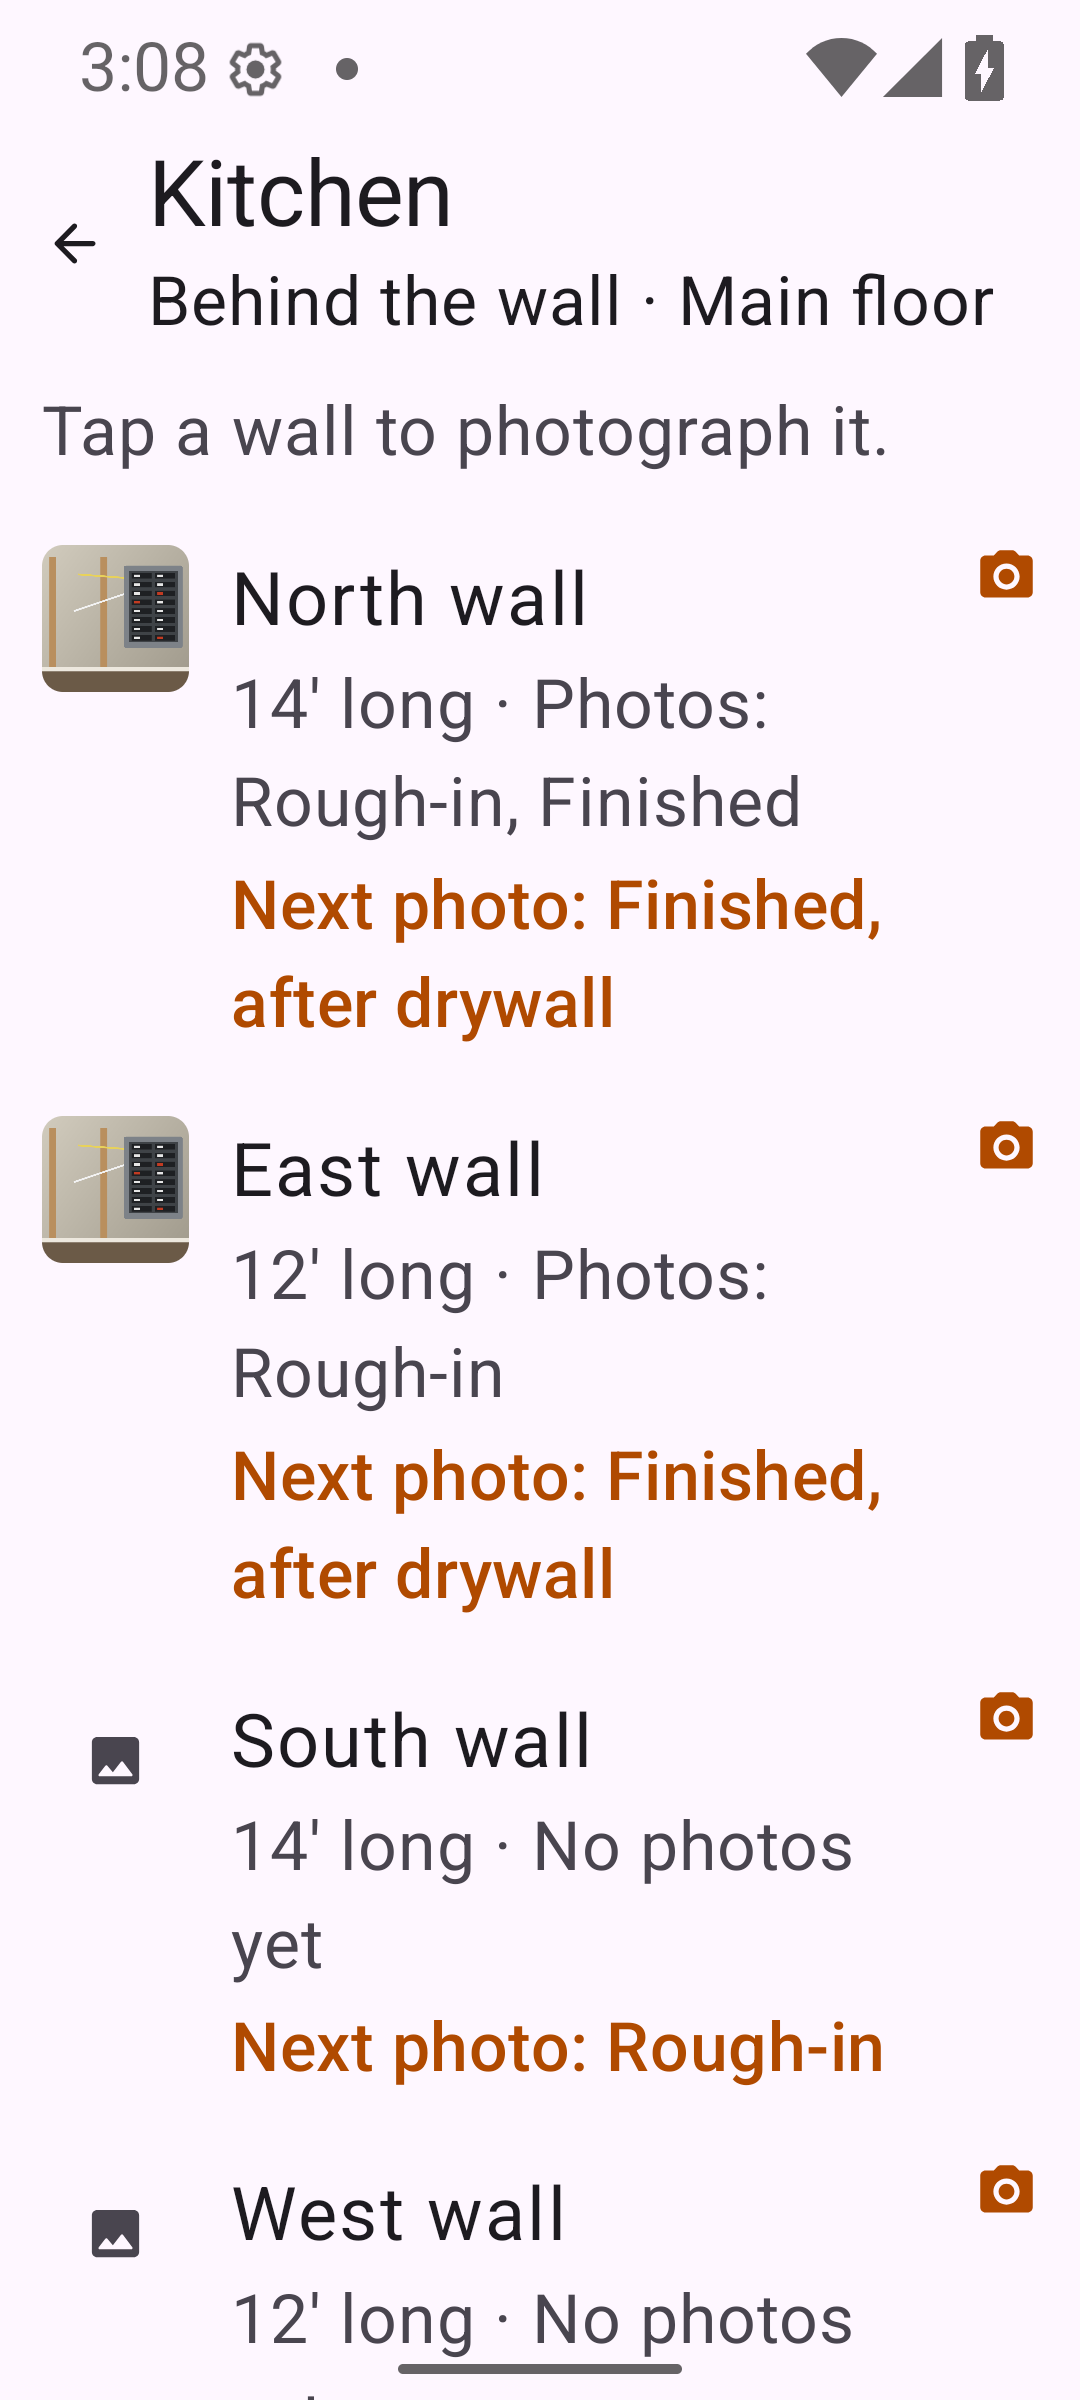 3:08
Kitchen
Behind the wall · Main floor
Tap a wall to photograph it.
North wall
14' long · Photos:
Rough-in, Finished
Next photo: Finished,
after drywall
East wall
12' long · Photos:
Rough-in
Next photo: Finished,
after drywall
South wall
14' long · No photos
yet
Next photo: Rough-in
West wall
12' long · No photos